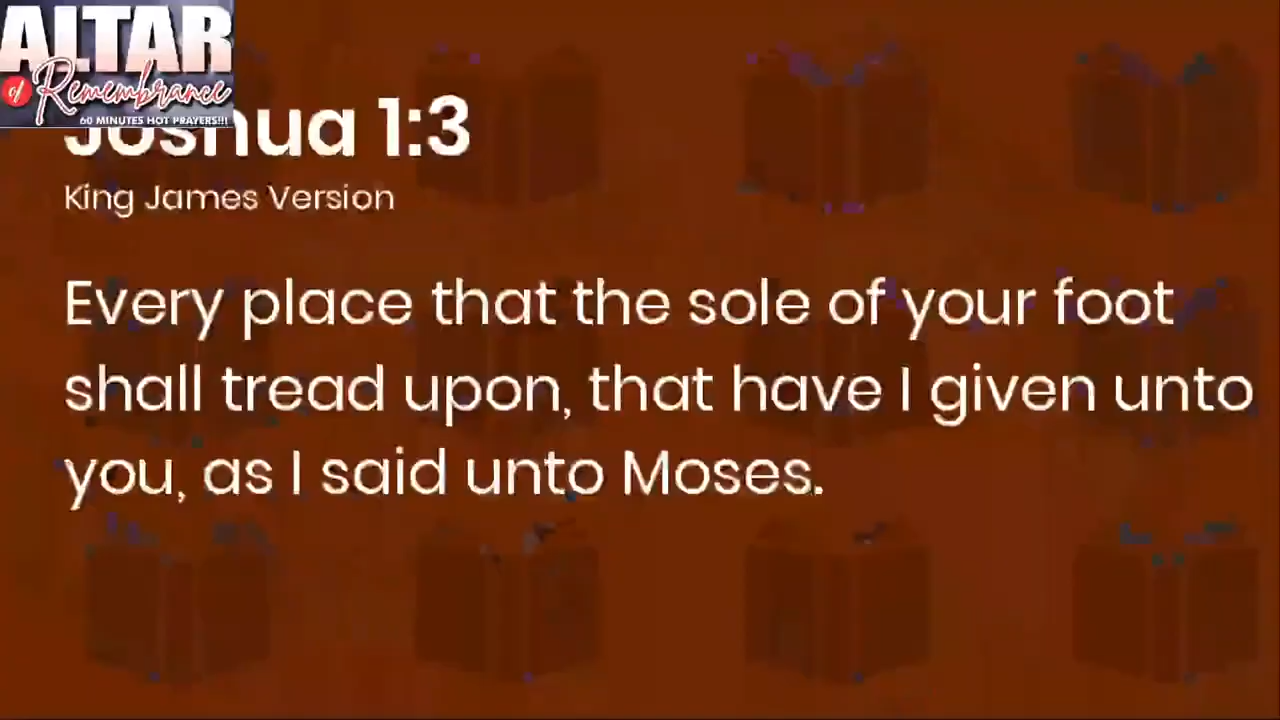 ALTAR
of Remembrance
60 MINUTES HOT PRAYERS!!!
Joshua 1:3
King James Version
Every place that the sole of your foot
shall tread upon, that have I given unto
you, as I said unto Moses.